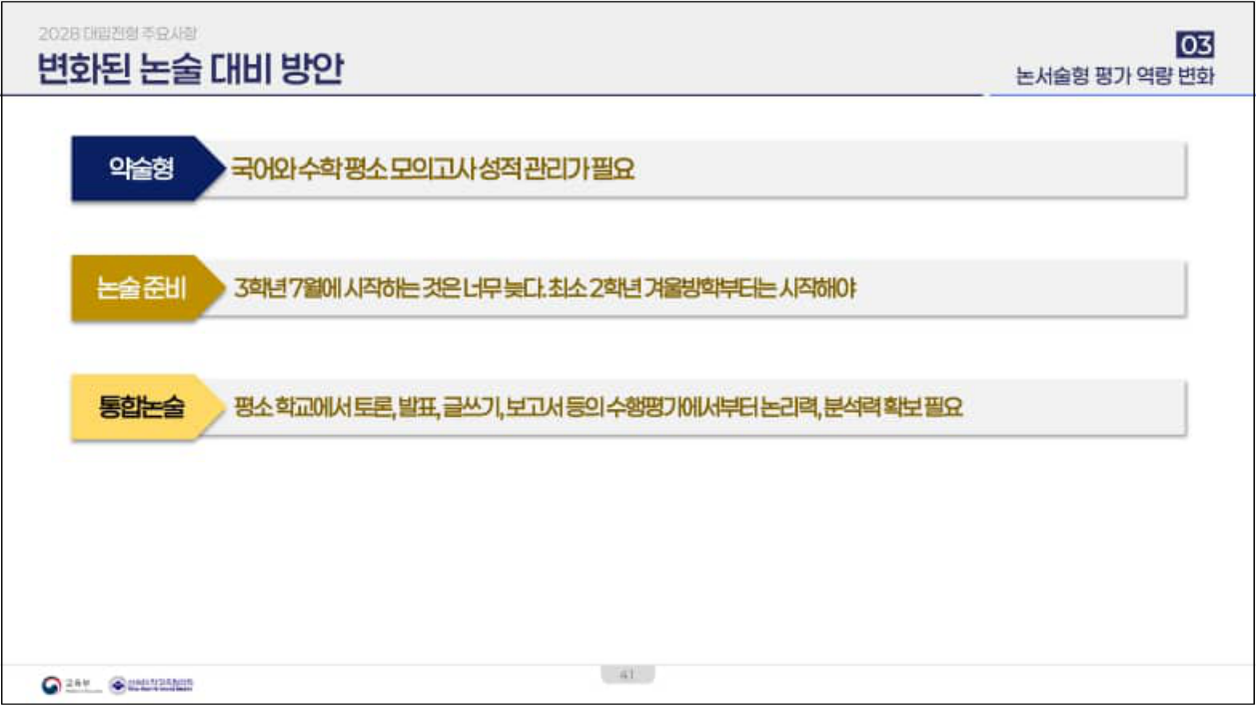 2028 대입전형 주요사항
변화된 논술 대비 방안
03
논서술형 평가 역량 변화
약술형
국어와 수학 평소 모의고사 성적 관리가 필요
논술 준비
3학년 7월에 시작하는 것은 너무 늦다. 최소 2학년 겨울방학부터는 시작해야
통합논술
평소 학교에서 토론, 발표, 글쓰기, 보고서 등의 수행평가에서부터 논리력, 분석력 확보 필요
41
교육부